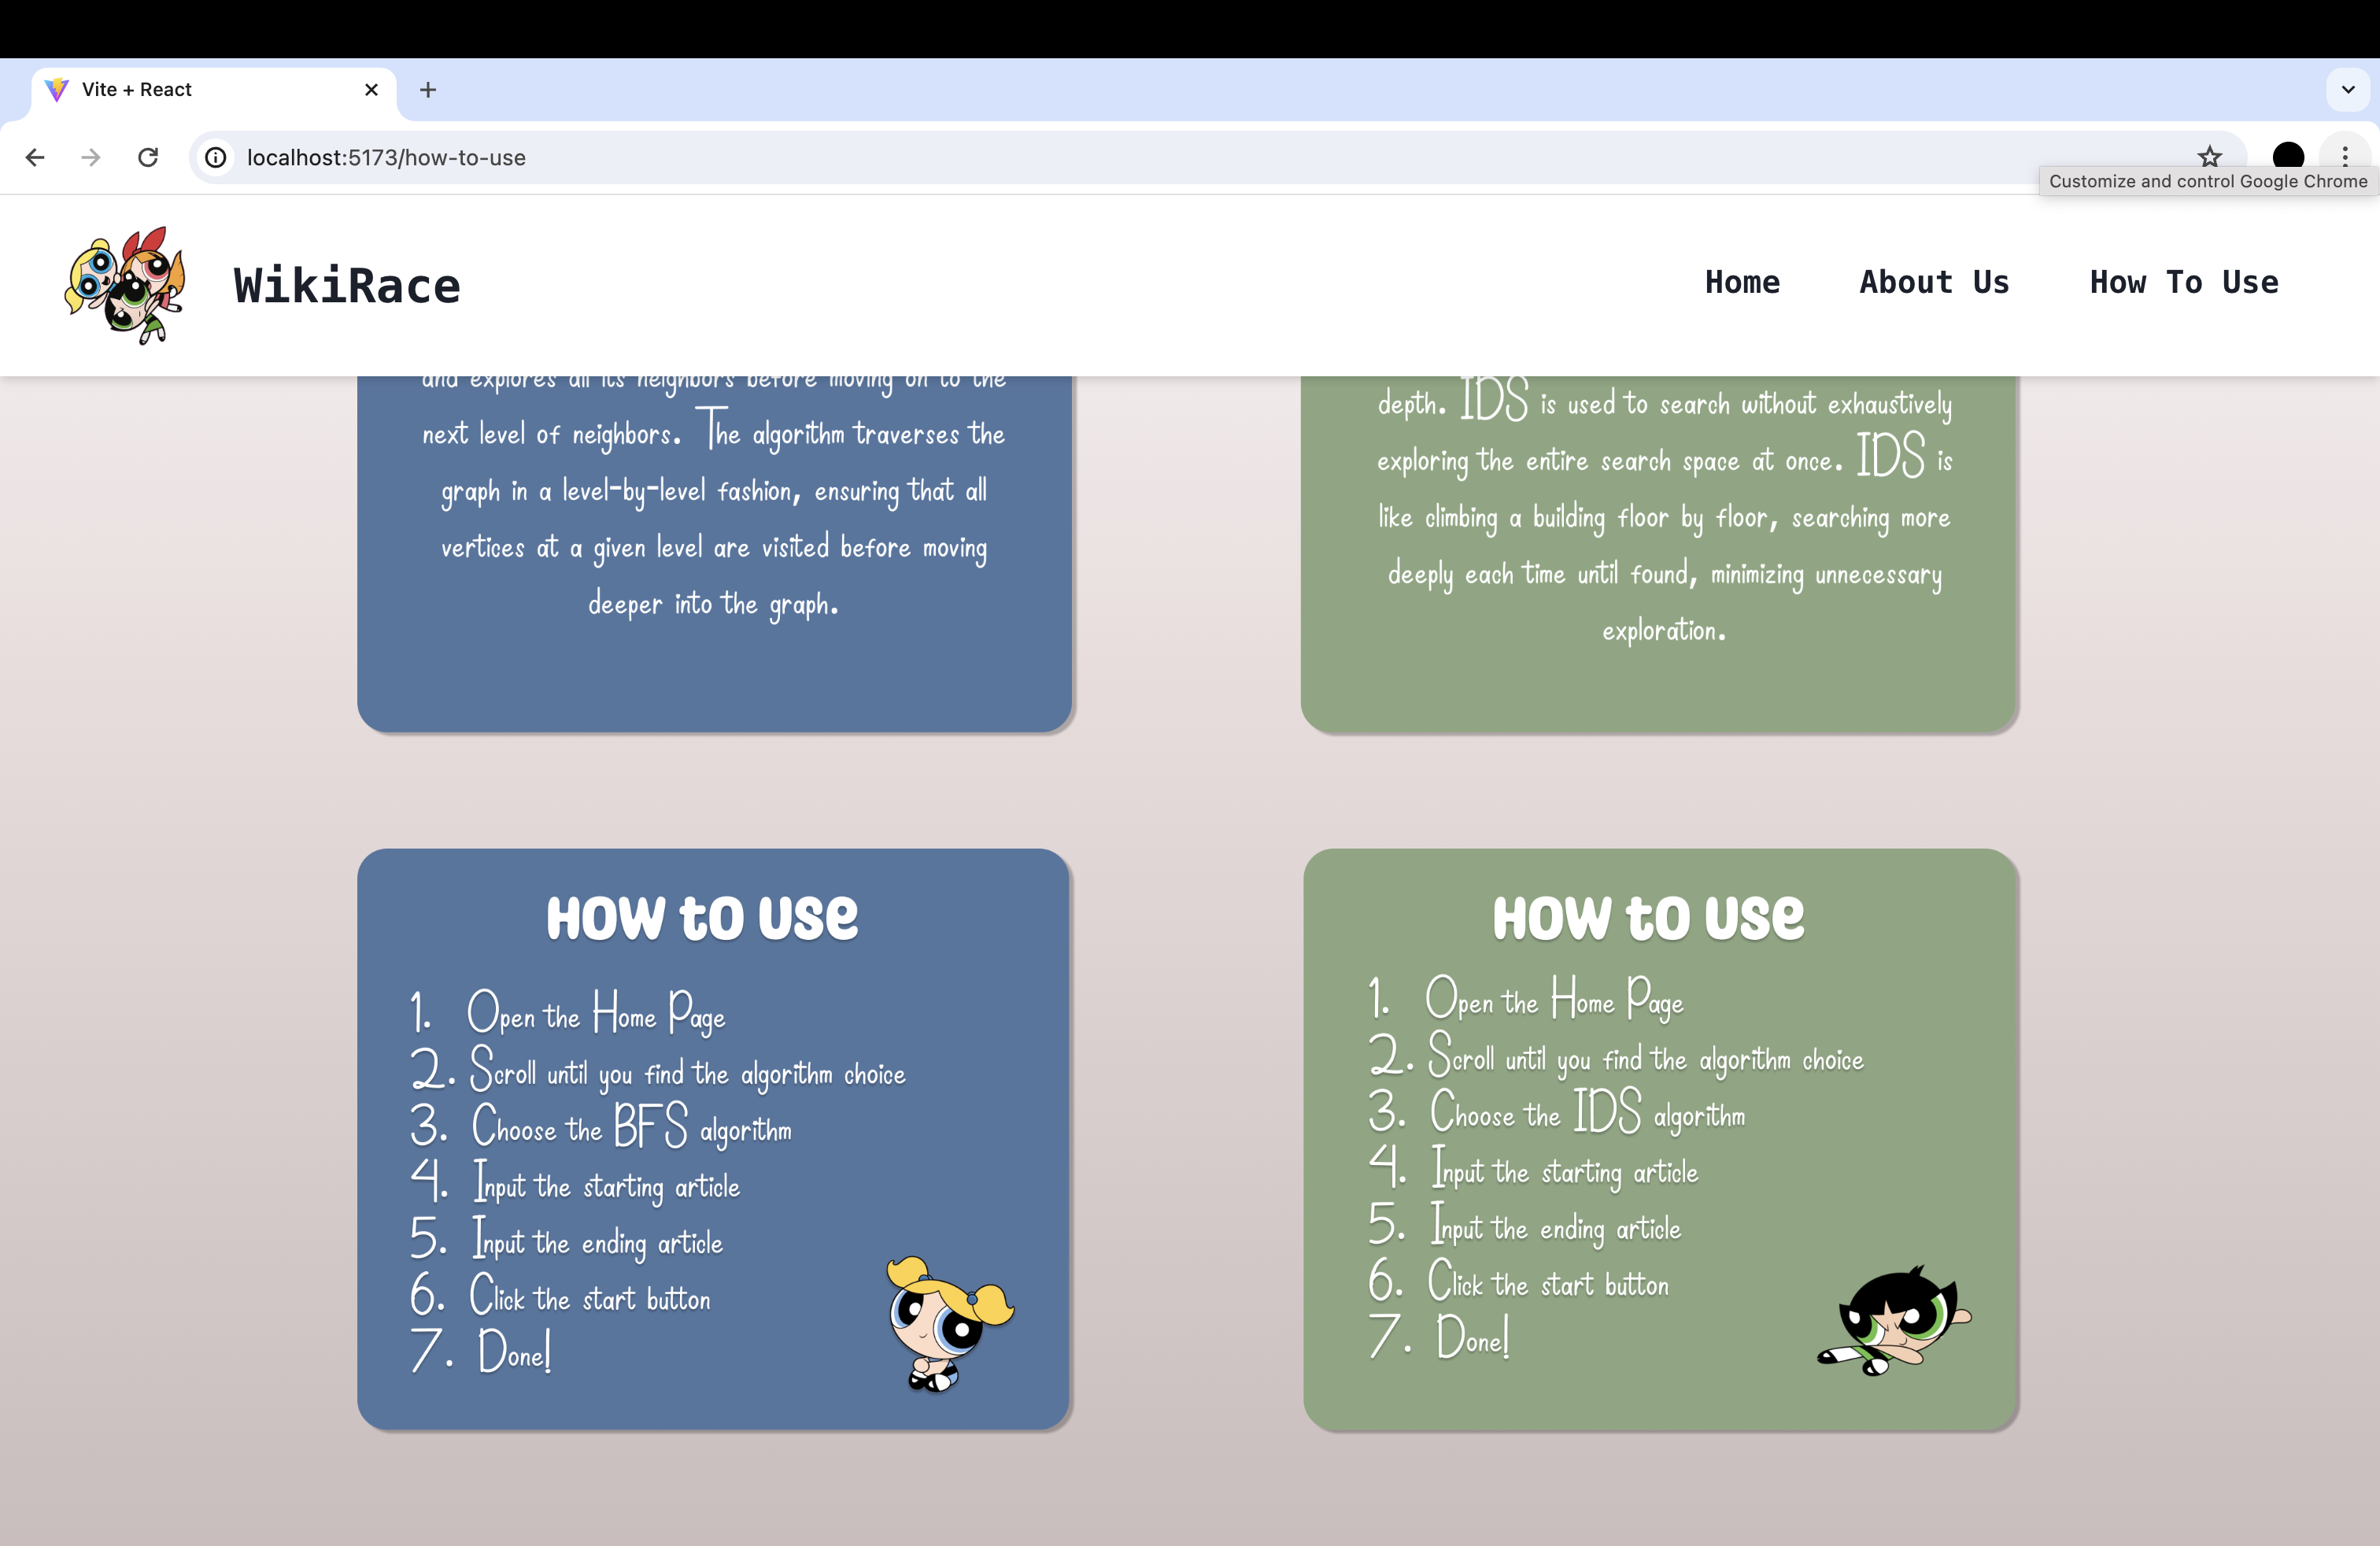 Vite + React
localhost:5173/how-to-use
Customize and control Google Chrome
WikiRace
Home
About Us
How To Use
and explores all its neighbors before moving on to the
next level of neighbors. The algorithm traverses the
graph in a level-by-level fashion, ensuring that all
vertices at a given level are visited before moving
deeper into the graph.
depth. IDS is used to search without exhaustively
exploring the entire search space at once. IDS is
like climbing a building floor by floor, searching more
deeply each time until found, minimizing unnecessary
exploration.
How to Use
1. Open the Home Page
2. Scroll until you find the algorithm choice
3. Choose the BFS algorithm
4. Input the starting article
5. Input the ending article
6. Click the start button
7. Done!
How to Use
1. Open the Home Page
2. Scroll until you find the algorithm choice
3. Choose the IDS algorithm
4. Input the starting article
5. Input the ending article
6. Click the start button
7. Done!